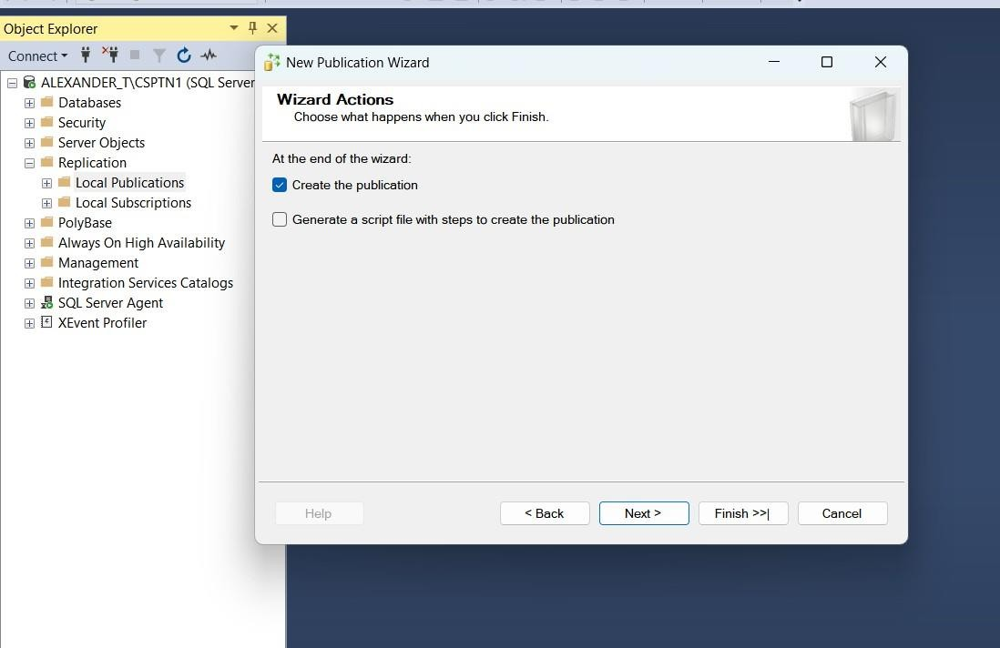 Object Explorer
Connect
ALEXANDER_T\CSPTN1 (SQL Server
Databases
Security
Server Objects
Replication
Local Publications
Local Subscriptions
PolyBase
Always On High Availability
Management
Integration Services Catalogs
SQL Server Agent
XEvent Profiler
New Publication Wizard
Wizard Actions
Choose what happens when you click Finish.
At the end of the wizard:
Create the publication
Generate a script file with steps to create the publication
Help
< Back
Next >
Finish >>|
Cancel